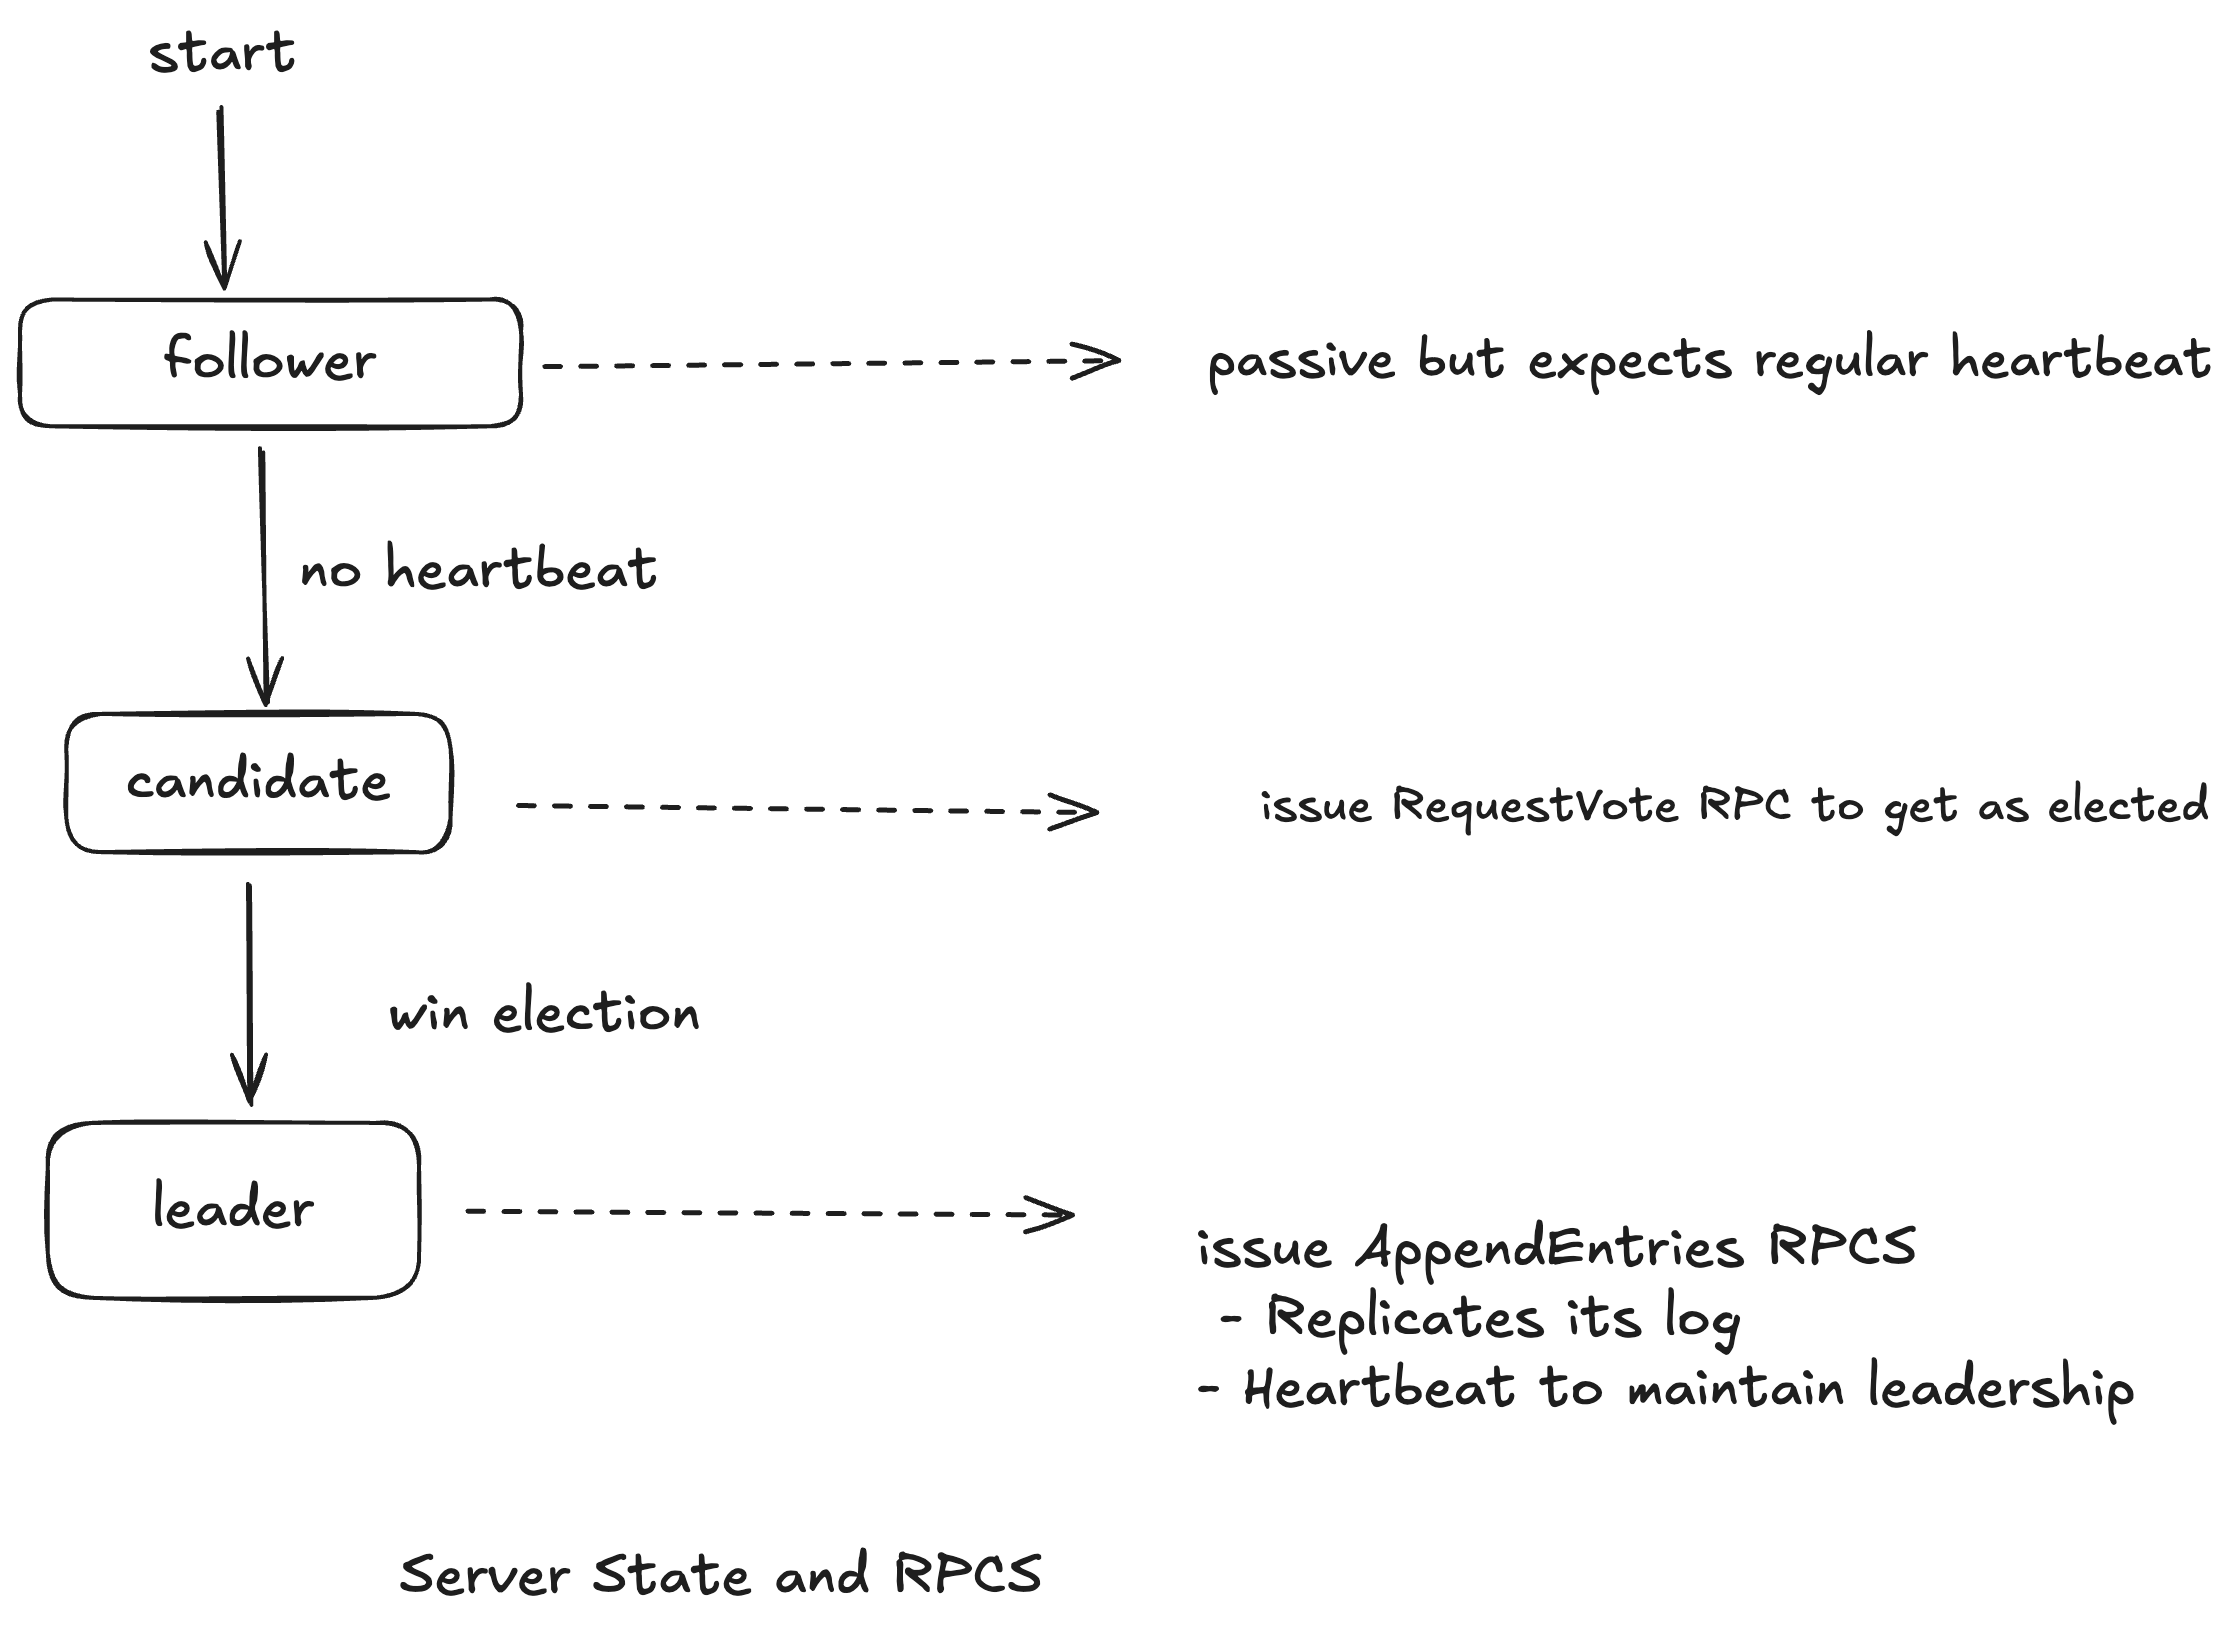 start
follower
passive but expects regular heartbeat
no heartbeat
candidate
issue RequestVote RPC to get as elected
win election
leader
issue AppendEntries RPCS
- Replicates its log
- Heartbeat to maintain leadership
Server State and RPCS